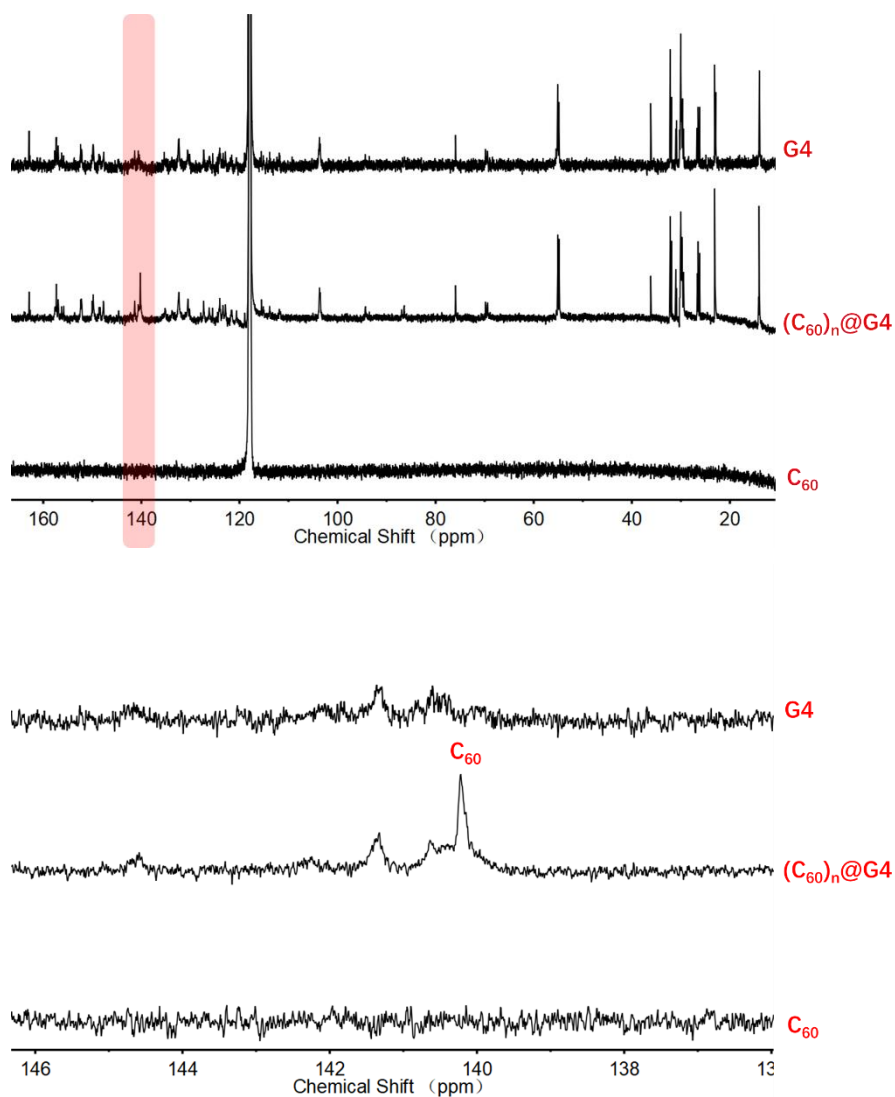 G4
(C₆₀)ₙ@G4
C₆₀
160 140 120 100 80 60 40 20
Chemical Shift （ppm）
G4
C₆₀
(C₆₀)ₙ@G4
C₆₀
146 144 142 140 138 13
Chemical Shift （ppm）